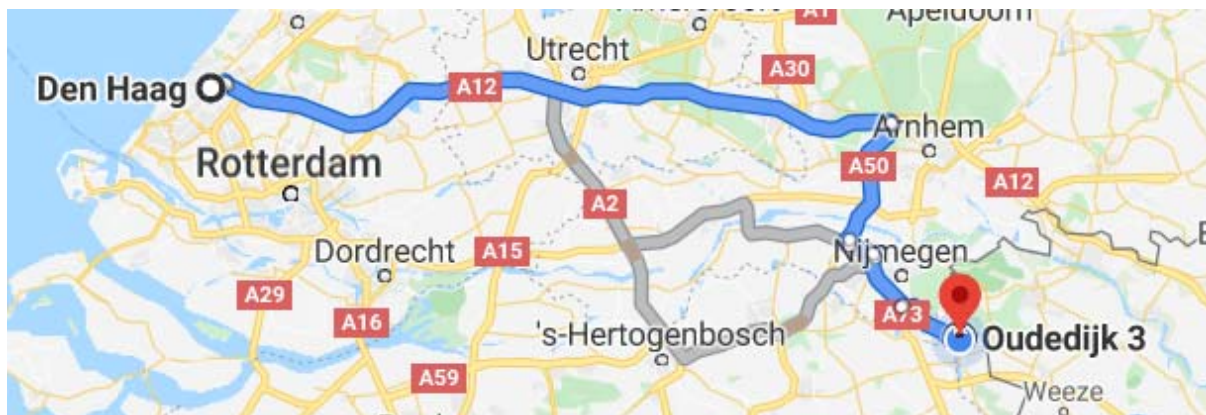 A1
Apeldoorn
Utrecht
A30
Den Haag
A12
Arnhem
Rotterdam
A50
A12
A2
Dordrecht
A15
Nijmegen
A29
A16
A73
's-Hertogenbosch
Oudedijk 3
A59
Weeze